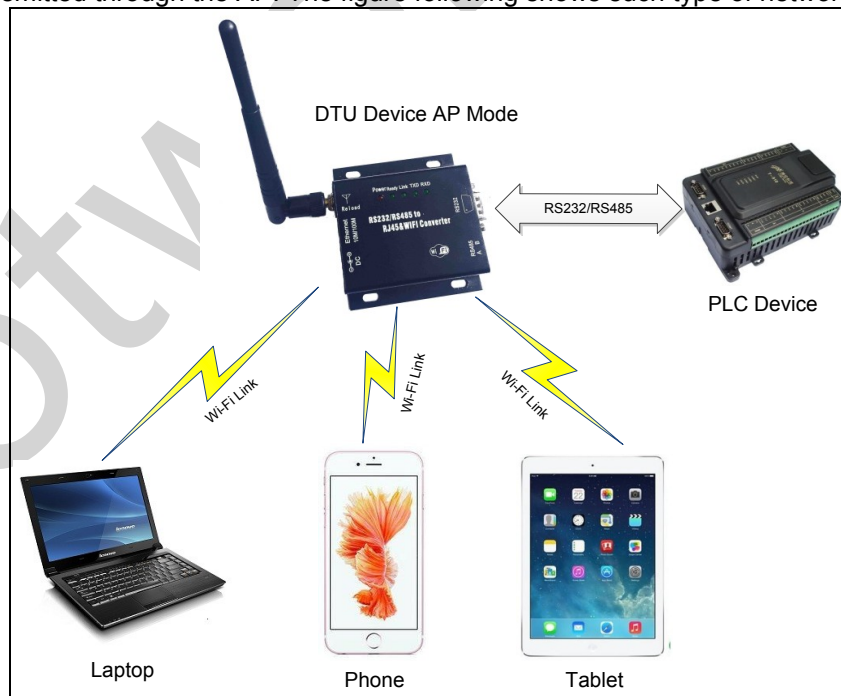 mitted through the AP. The figure following shows such type of networ
DTU Device AP Mode
Power Ready Link TXD RXD
Reload
RS232/RS485 to
RJ45&WIFI Converter
Ethernet
10M/100M
DC
RS232
RS485
A B
RS232/RS485
PLC Device
Wi-Fi Link
Wi-Fi Link
Wi-Fi Link
lenovo
Laptop
Phone
Tablet